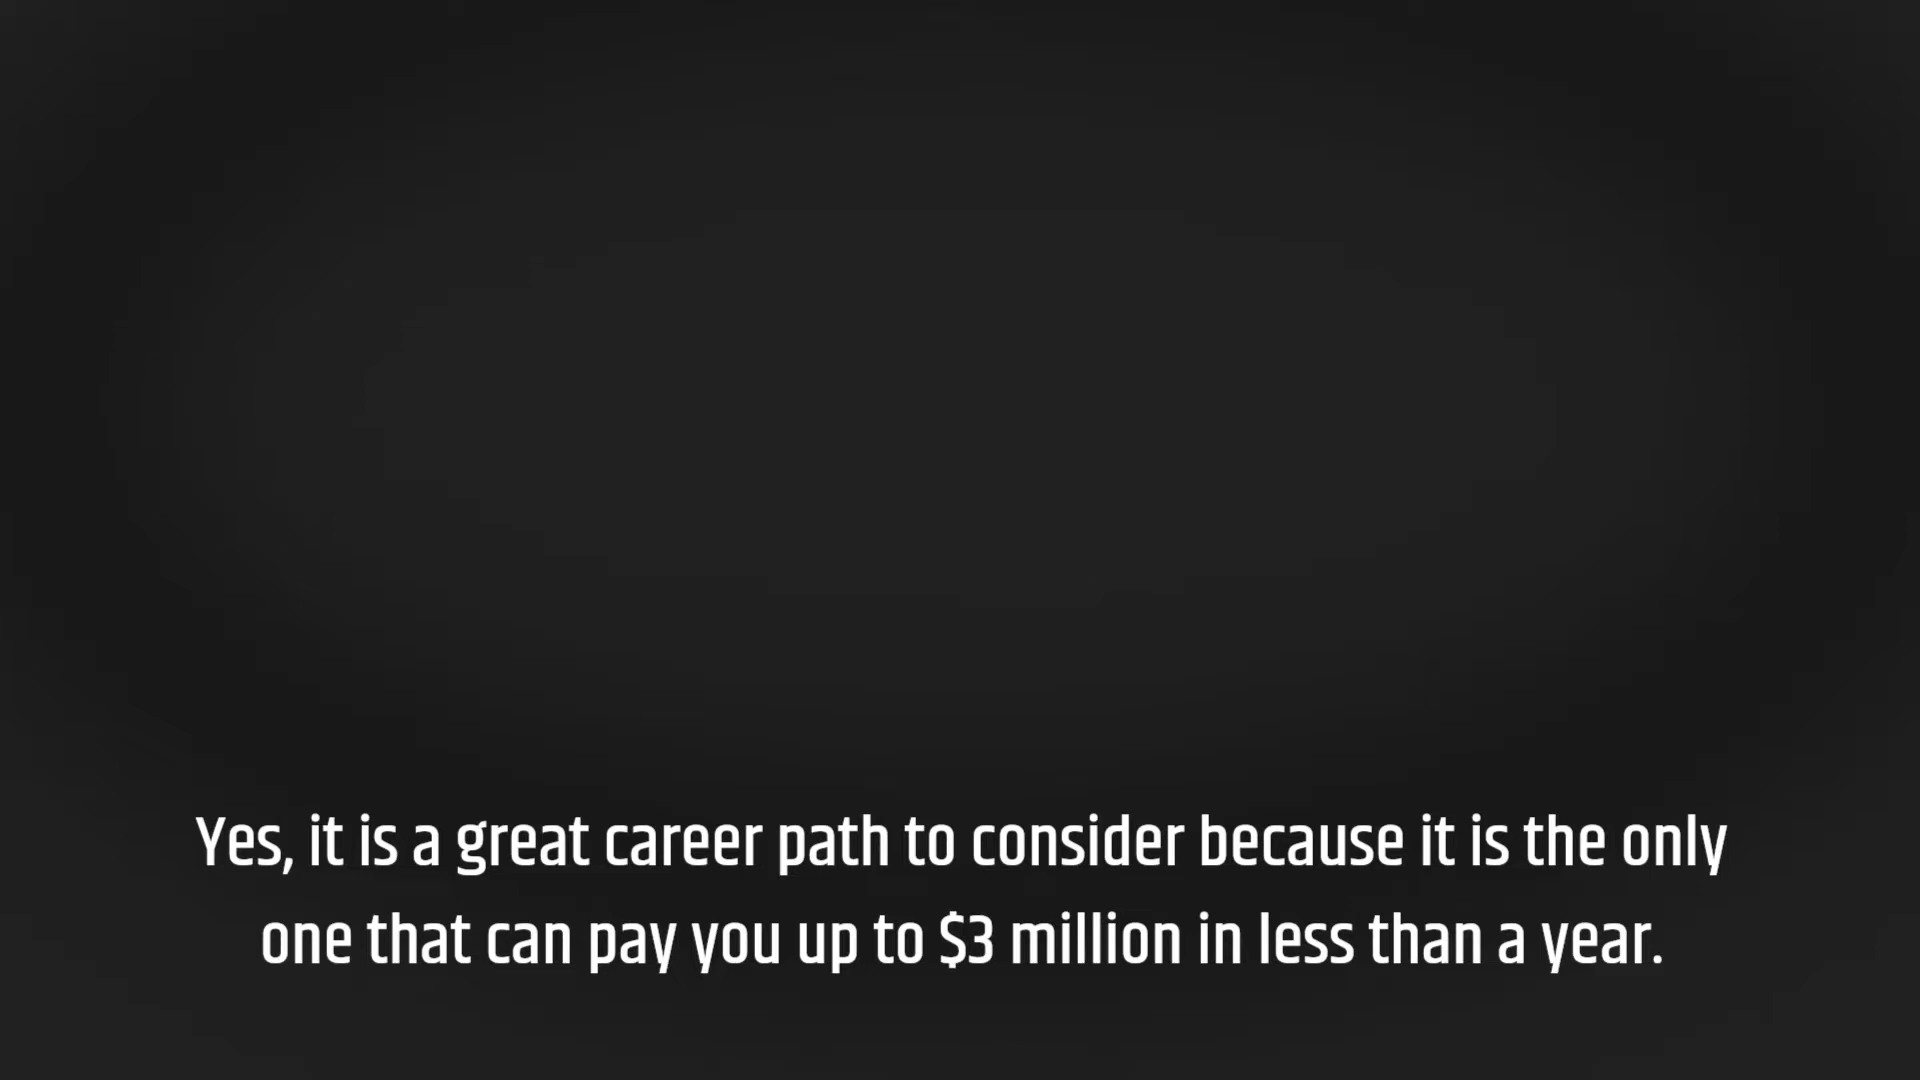 Yes, it is a great career path to consider because it is the only
one that can pay you up to $3 million in less than a year.